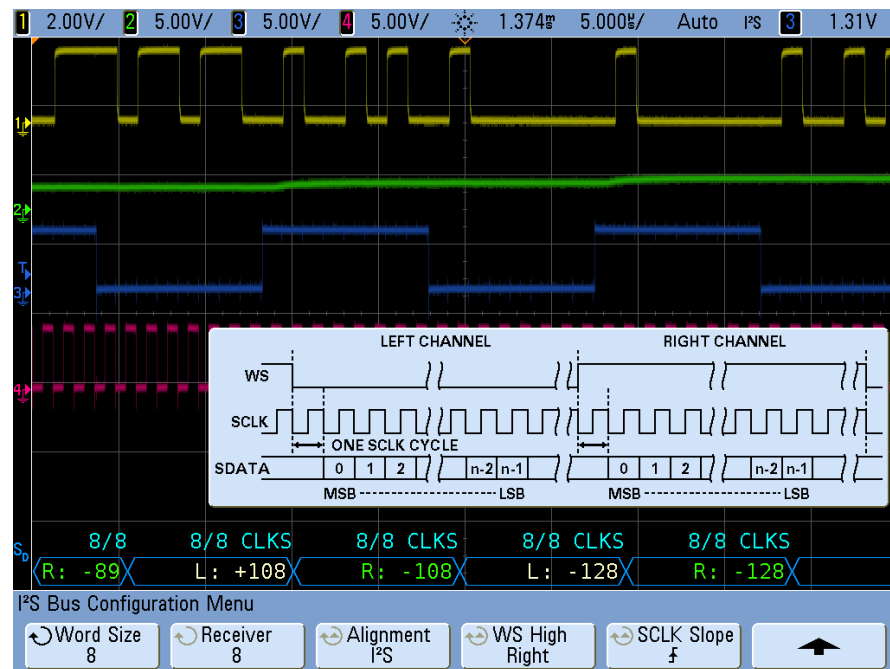 1 2.00V/ 2 5.00V/ 3 5.00V/ 4 5.00V/ 1.374ms 5.000µ/ Auto I²S 3 1.31V
1
2
T
3
4
LEFT CHANNEL RIGHT CHANNEL
WS
SCLK
ONE SCLK CYCLE
SDATA 0 1 2 n-2 n-1 0 1 2 n-2 n-1
MSB LSB MSB LSB
8/8 8/8 CLKS 8/8 CLKS 8/8 CLKS 8/8 CLKS
SD R: -89 L: +108 R: -108 L: -128 R: -128
I²S Bus Configuration Menu
Word Size Receiver Alignment WS High SCLK Slope
8 8 I²S Right